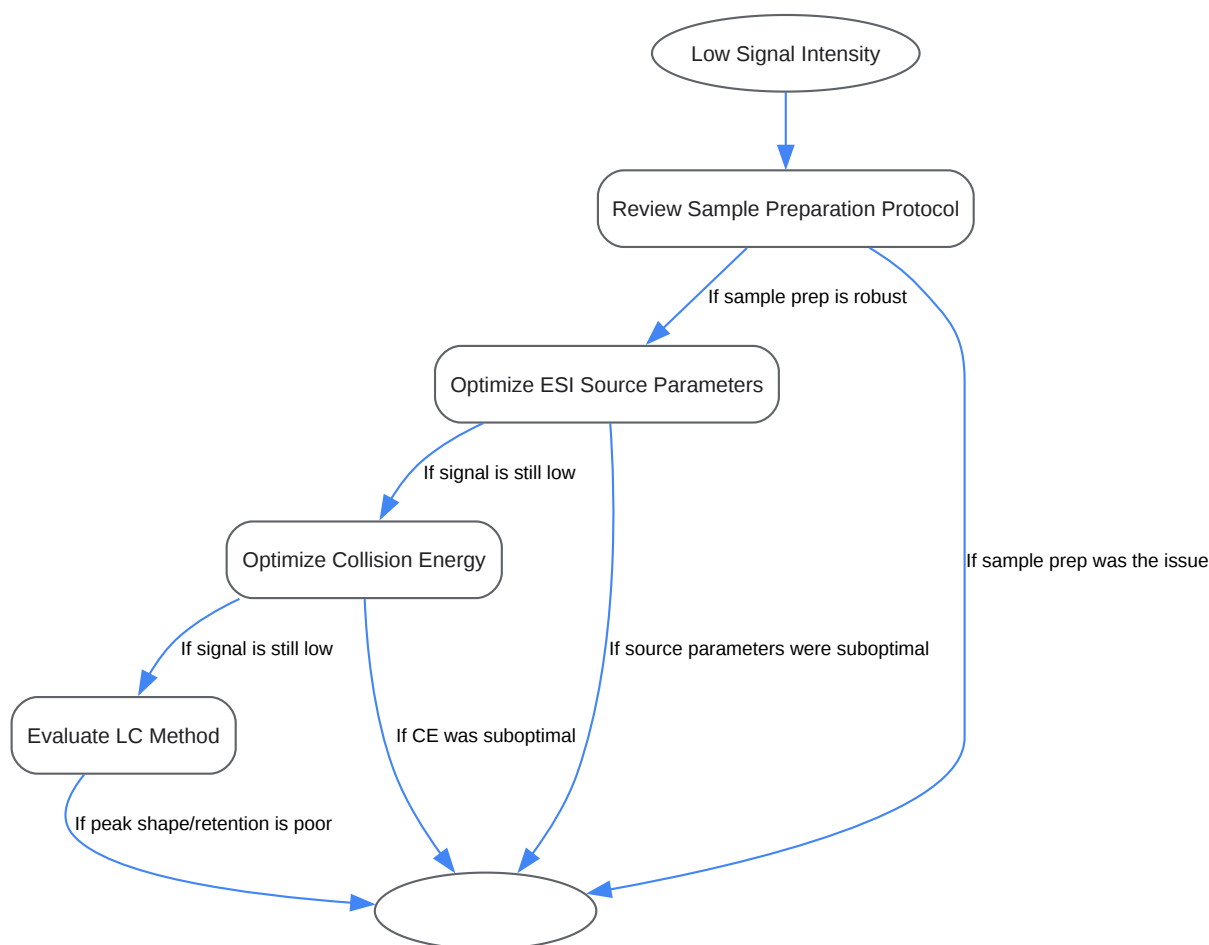 Low Signal Intensity
Review Sample Preparation Protocol
If sample prep is robust
Optimize ESI Source Parameters
If signal is still low
Optimize Collision Energy
If sample prep was the issue
If signal is still low
If source parameters were suboptimal
Evaluate LC Method
If CE was suboptimal
If peak shape/retention is poor